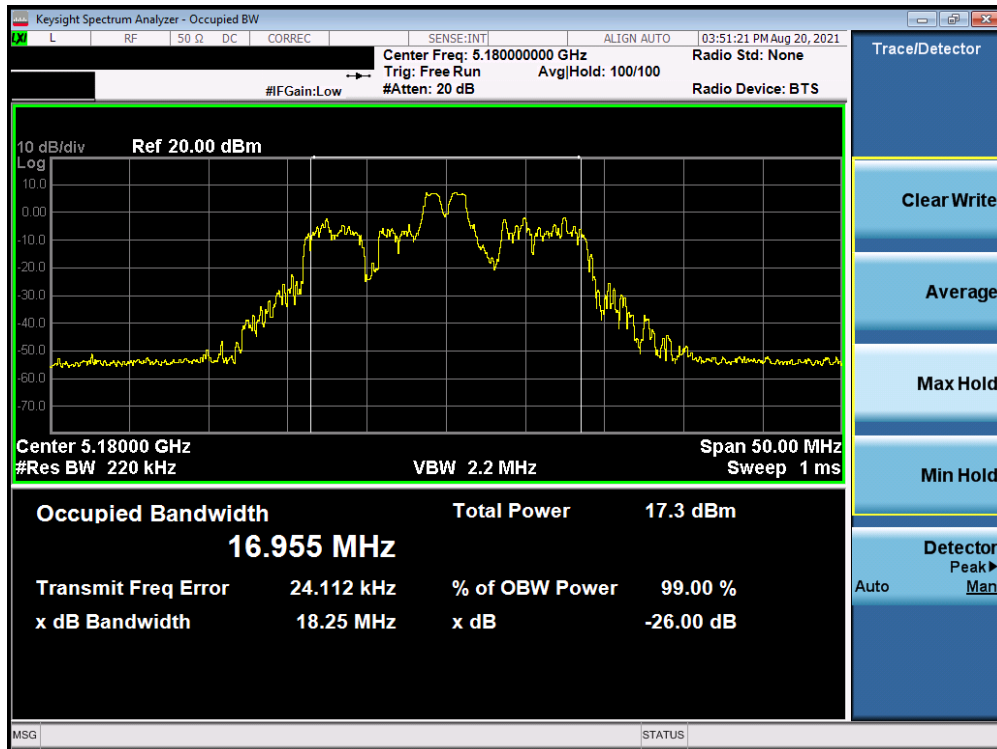 Keysight Spectrum Analyzer - Occupied BW
LXI L RF 50 Ω DC CORREC SENSE:INT ALIGN AUTO 03:51:21 PM Aug 20, 2021
Center Freq: 5.180000000 GHz Radio Std: None
Trig: Free Run Avg|Hold: 100/100
#IFGain:Low #Atten: 20 dB Radio Device: BTS
Trace/Detector
10 dB/div Ref 20.00 dBm
Log
10.0
0.00
-10.0
-20.0
-30.0
-40.0
-50.0
-60.0
-70.0
Center 5.18000 GHz Span 50.00 MHz
#Res BW 220 kHz VBW 2.2 MHz Sweep 1 ms
Occupied Bandwidth Total Power 17.3 dBm
16.955 MHz
Transmit Freq Error 24.112 kHz % of OBW Power 99.00 %
x dB Bandwidth 18.25 MHz x dB -26.00 dB
Clear Write
Average
Max Hold
Min Hold
Detector
Peak▶
Auto Man
MSG STATUS